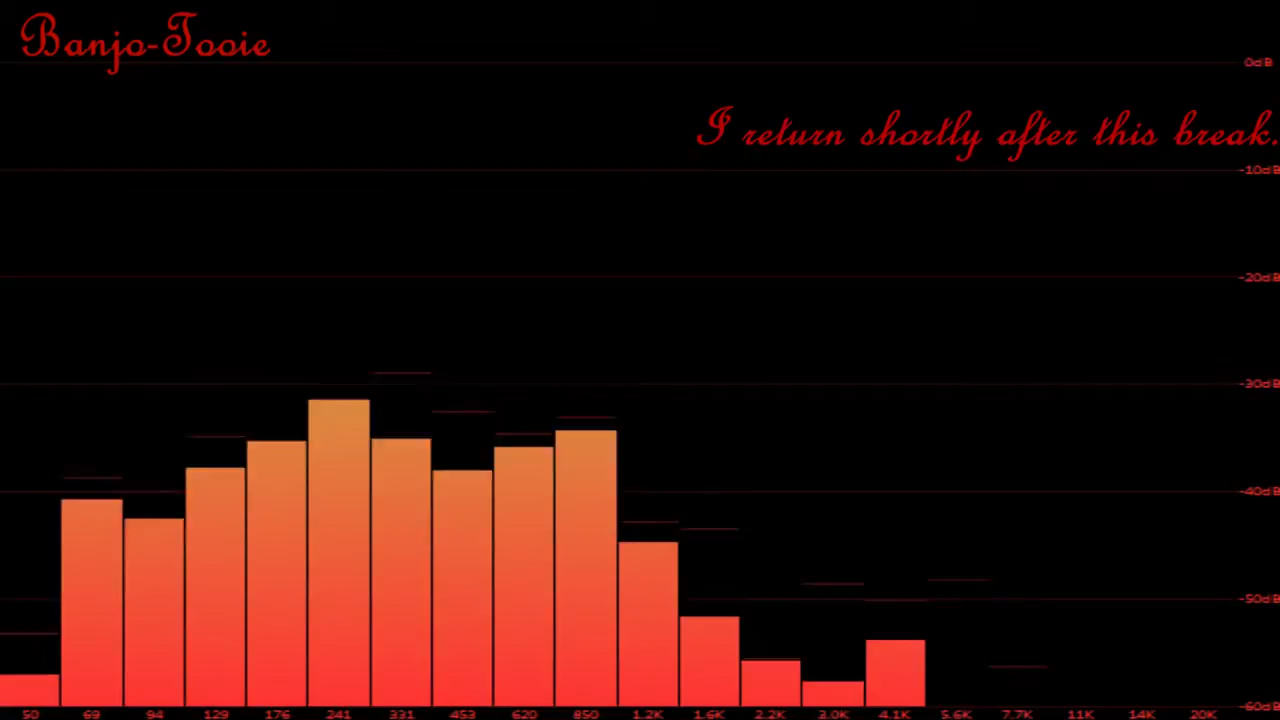 Banjo-Tooie
0dB
I return shortly after this break.
-10dB
-20dB
-30dB
-40dB
-50dB
-60dB
50 69 94 129 176 241 331 453 620 850 1.2K 1.6K 2.2K 3.0K 4.1K 5.6K 7.7K 11K 14K 20K